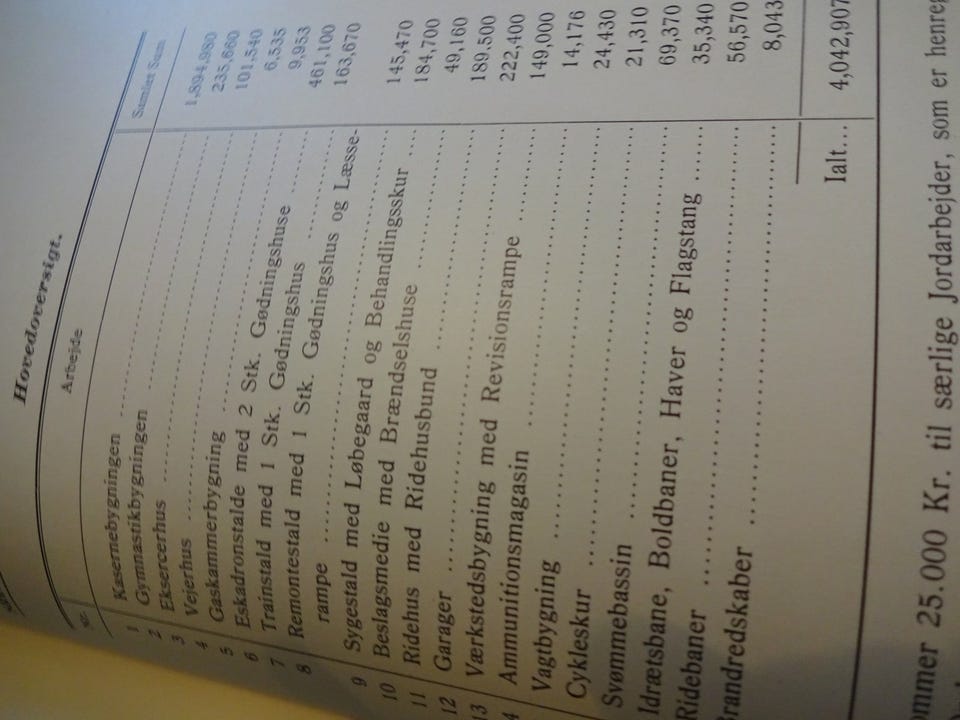 Hovedoversigt.
Arbejde Samlet Sum
1 Kasernebygningen 1,894,980
2 Gymnastikbygningen 235,660
3 Eksercerhus 101,540
4 Vejerhus 6,535
5 Gaskammerbygning 9,953
6 Eskadronstalde med 2 Stk. Gødningshuse 461,100
7 Trainstald med 1 Stk. Gødningshus 163,670
8 Remontestald med 1 Stk. Gødningshus og Læsse-
rampe 145,470
9 Sygestald med Løbegaard og Behandlingsskur 184,700
10 Beslagsmedie med Brændselshuse 49,160
11 Ridehus med Ridehusbund 189.500
12 Garager 222,400
13 Værkstedsbygning med Revisionsrampe 149,000
4 Ammunitionsmagasin 14,176
Vagtbygning 24,430
Cykleskur 21,310
Svømmebassin 69,370
Idrætsbane, Boldbaner, Haver og Flagstang 35,340
Ridebaner 56,570
Brandredskaber 8,043
Ialt... 4,042,907
ommer 25.000 Kr. til særlige Jordarbejder, som er henreg